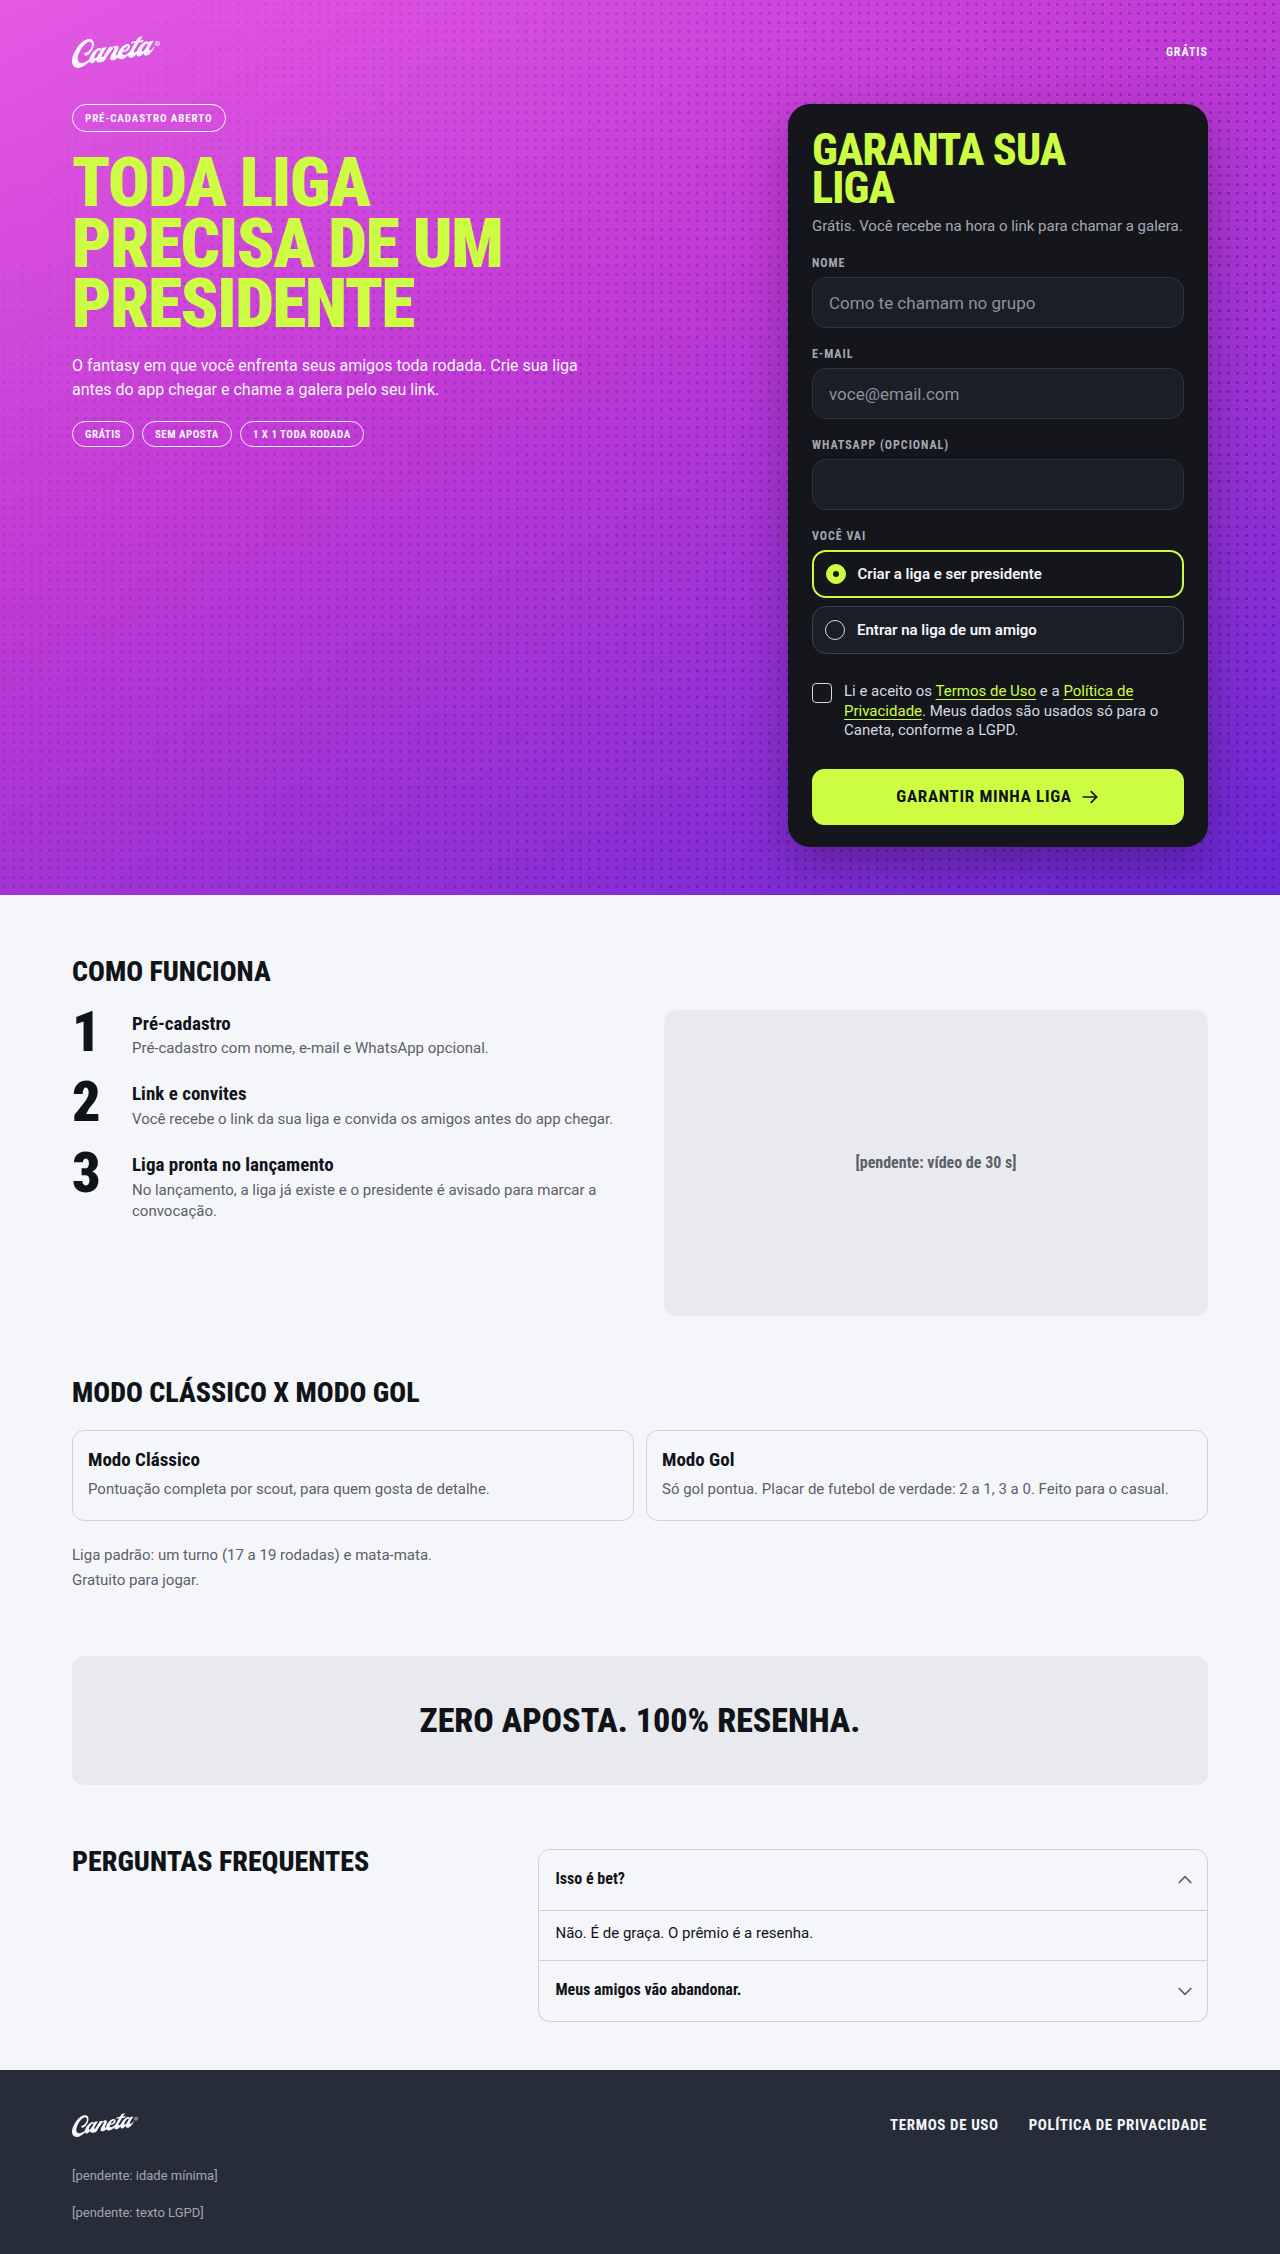 Caneta®
GRÁTIS
PRÉ-CADASTRO ABERTO
TODA LIGA
PRECISA DE UM
PRESIDENTE
O fantasy em que você enfrenta seus amigos toda rodada. Crie sua liga
antes do app chegar e chame a galera pelo seu link.
GRÁTIS
SEM APOSTA
1 X 1 TODA RODADA
GARANTA SUA
LIGA
Grátis. Você recebe na hora o link para chamar a galera.
NOME
Como te chamam no grupo
E-MAIL
voce@email.com
WHATSAPP (OPCIONAL)
VOCÊ VAI
Criar a liga e ser presidente
Entrar na liga de um amigo
Li e aceito os Termos de Uso e a Política de
Privacidade. Meus dados são usados só para o
Caneta, conforme a LGPD.
GARANTIR MINHA LIGA →
COMO FUNCIONA
1
Pré-cadastro
Pré-cadastro com nome, e-mail e WhatsApp opcional.
2
Link e convites
Você recebe o link da sua liga e convida os amigos antes do app chegar.
3
Liga pronta no lançamento
No lançamento, a liga já existe e o presidente é avisado para marcar a
convocação.
[pendente: vídeo de 30 s]
MODO CLÁSSICO X MODO GOL
Modo Clássico
Pontuação completa por scout, para quem gosta de detalhe.
Modo Gol
Só gol pontua. Placar de futebol de verdade: 2 a 1, 3 a 0. Feito para o casual.
Liga padrão: um turno (17 a 19 rodadas) e mata-mata.
Gratuito para jogar.
ZERO APOSTA. 100% RESENHA.
PERGUNTAS FREQUENTES
Isso é bet?
Não. É de graça. O prêmio é a resenha.
Meus amigos vão abandonar.
Caneta®
TERMOS DE USO
POLÍTICA DE PRIVACIDADE
[pendente: idade mínima]
[pendente: texto LGPD]